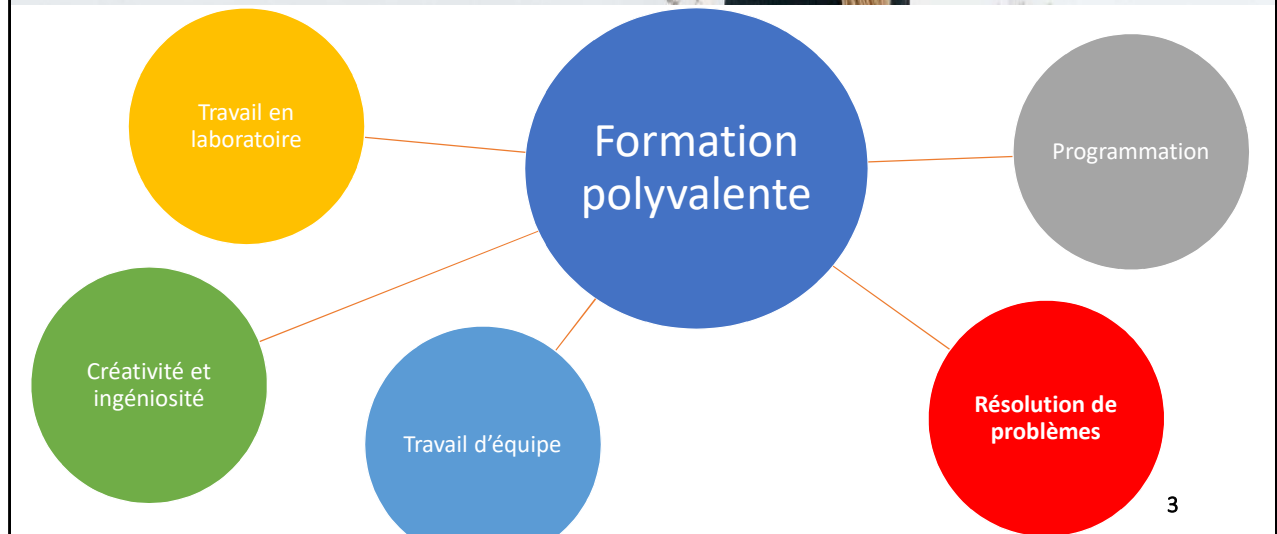 Formation
polyvalente
Travail en
laboratoire
Programmation
Créativité et
ingéniosité
Travail d'équipe
Résolution de
problèmes
3